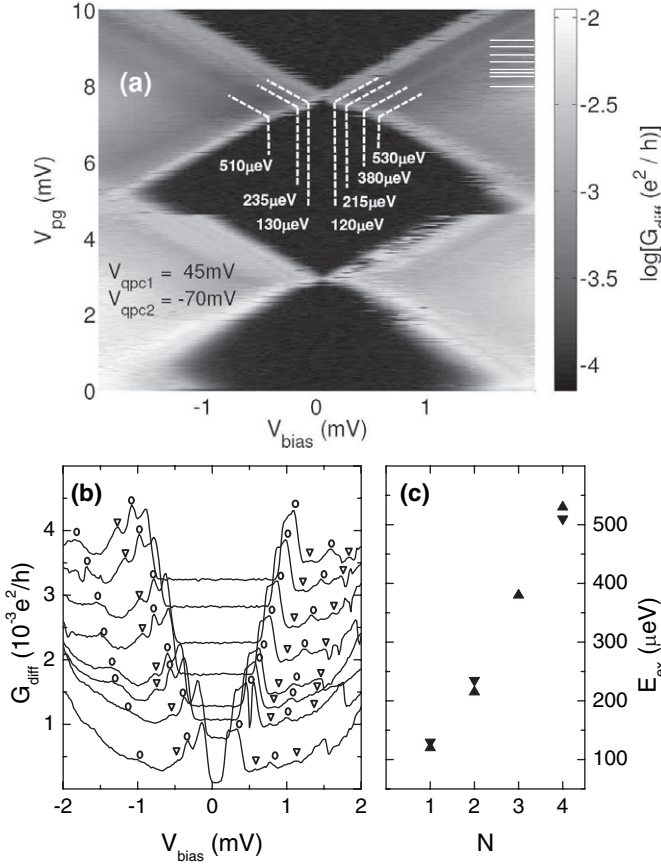 (a)
10
8
6
4
2
0
V_pg (mV)
-1
0
1
V_bias (mV)
510μeV
235μeV
130μeV
530μeV
380μeV
215μeV
120μeV
V_qpc1 = 45mV
V_qpc2 = -70mV
-2
-2.5
-3
-3.5
-4
log[G_diff (e² / h)]
(b)
4
3
2
1
G_diff (10⁻³e²/h)
-2
-1
0
1
2
V_bias (mV)
(c)
500
400
300
200
100
E_ex (μeV)
1
2
3
4
N